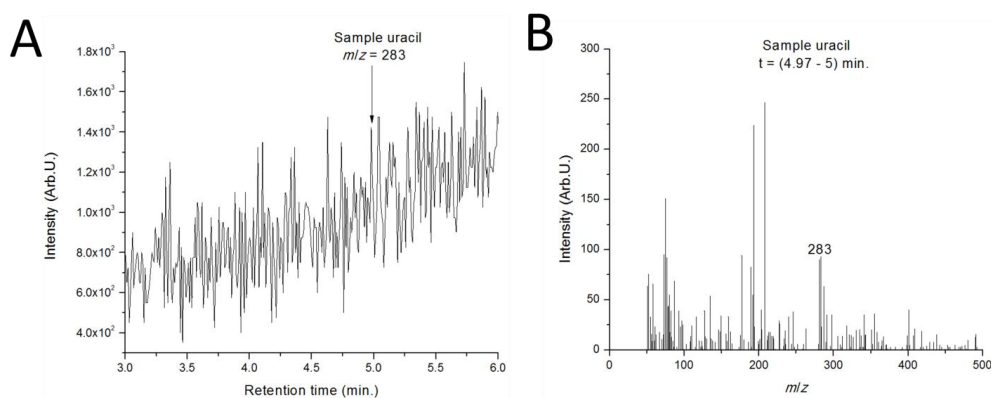 A
Sample uracil
m/z = 283
1.8x10³
1.6x10³
1.4x10³
1.2x10³
1.0x10³
8.0x10²
6.0x10²
4.0x10²
Intensity (Arb.U.)
3.0 3.5 4.0 4.5 5.0 5.5 6.0
Retention time (min.)
B
Sample uracil
t = (4.97 - 5) min.
300
250
200
150
100
50
0
Intensity (Arb.U.)
283
0 100 200 300 400 500
m/z